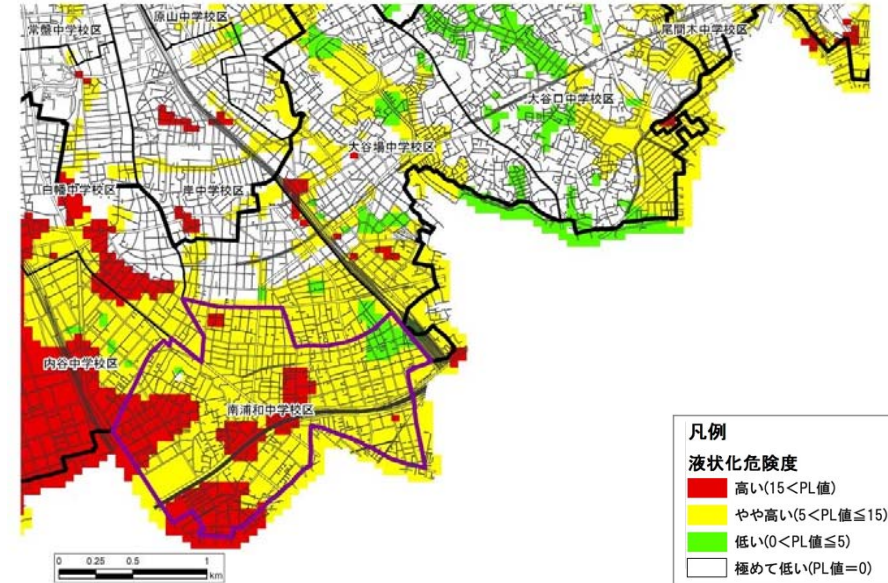 常盤中学校区
原山中学校区
尾間木中学校区
大谷口中学校区
大谷場中学校区
白幡中学校区
岸中学校区
内谷中学校区
南浦和中学校区
凡例
液状化危険度
高い(15<PL値)
やや高い(5<PL値≦15)
低い(0<PL値≦5)
極めて低い(PL値=0)
0 0.25 0.5 1
km